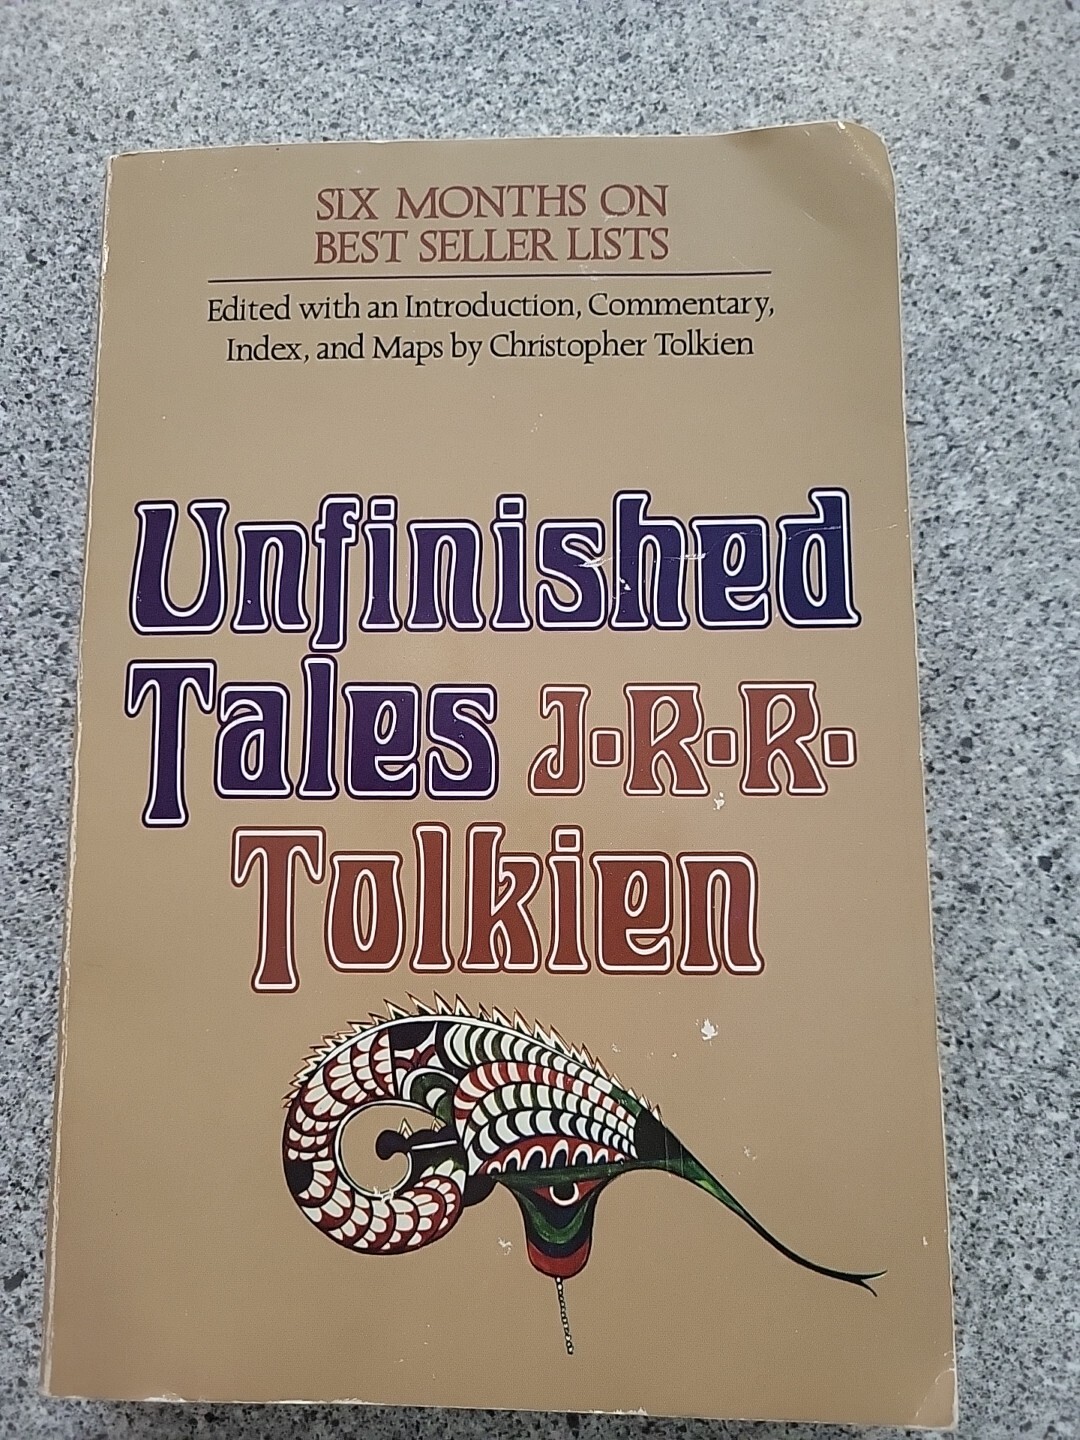 SIX MONTHS ON
BEST SELLER LISTS
Edited with an Introduction, Commentary,
Index, and Maps by Christopher Tolkien
Unfinished
Tales J·R·R·
Tolkien